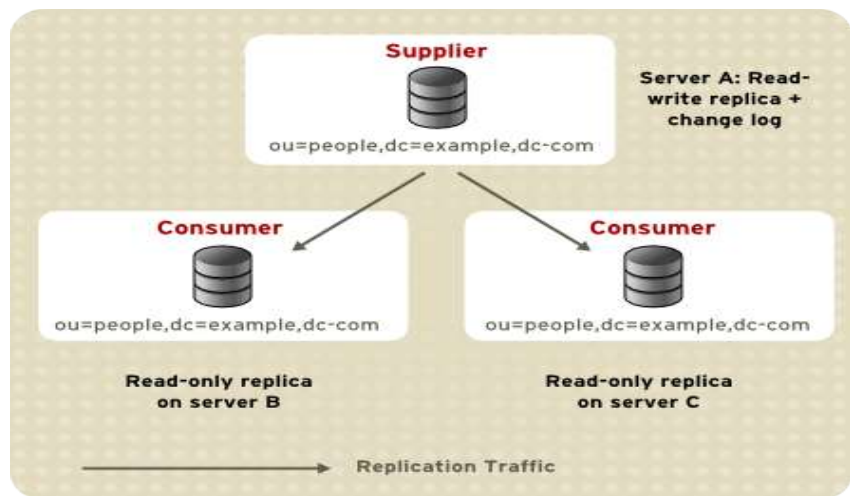 Supplier
ou=people,dc=example,dc-com
Server A: Read-
write replica +
change log
Consumer
ou=people,dc=example,dc-com
Read-only replica
on server B
Consumer
ou=people,dc=example,dc-com
Read-only replica
on server C
Replication Traffic